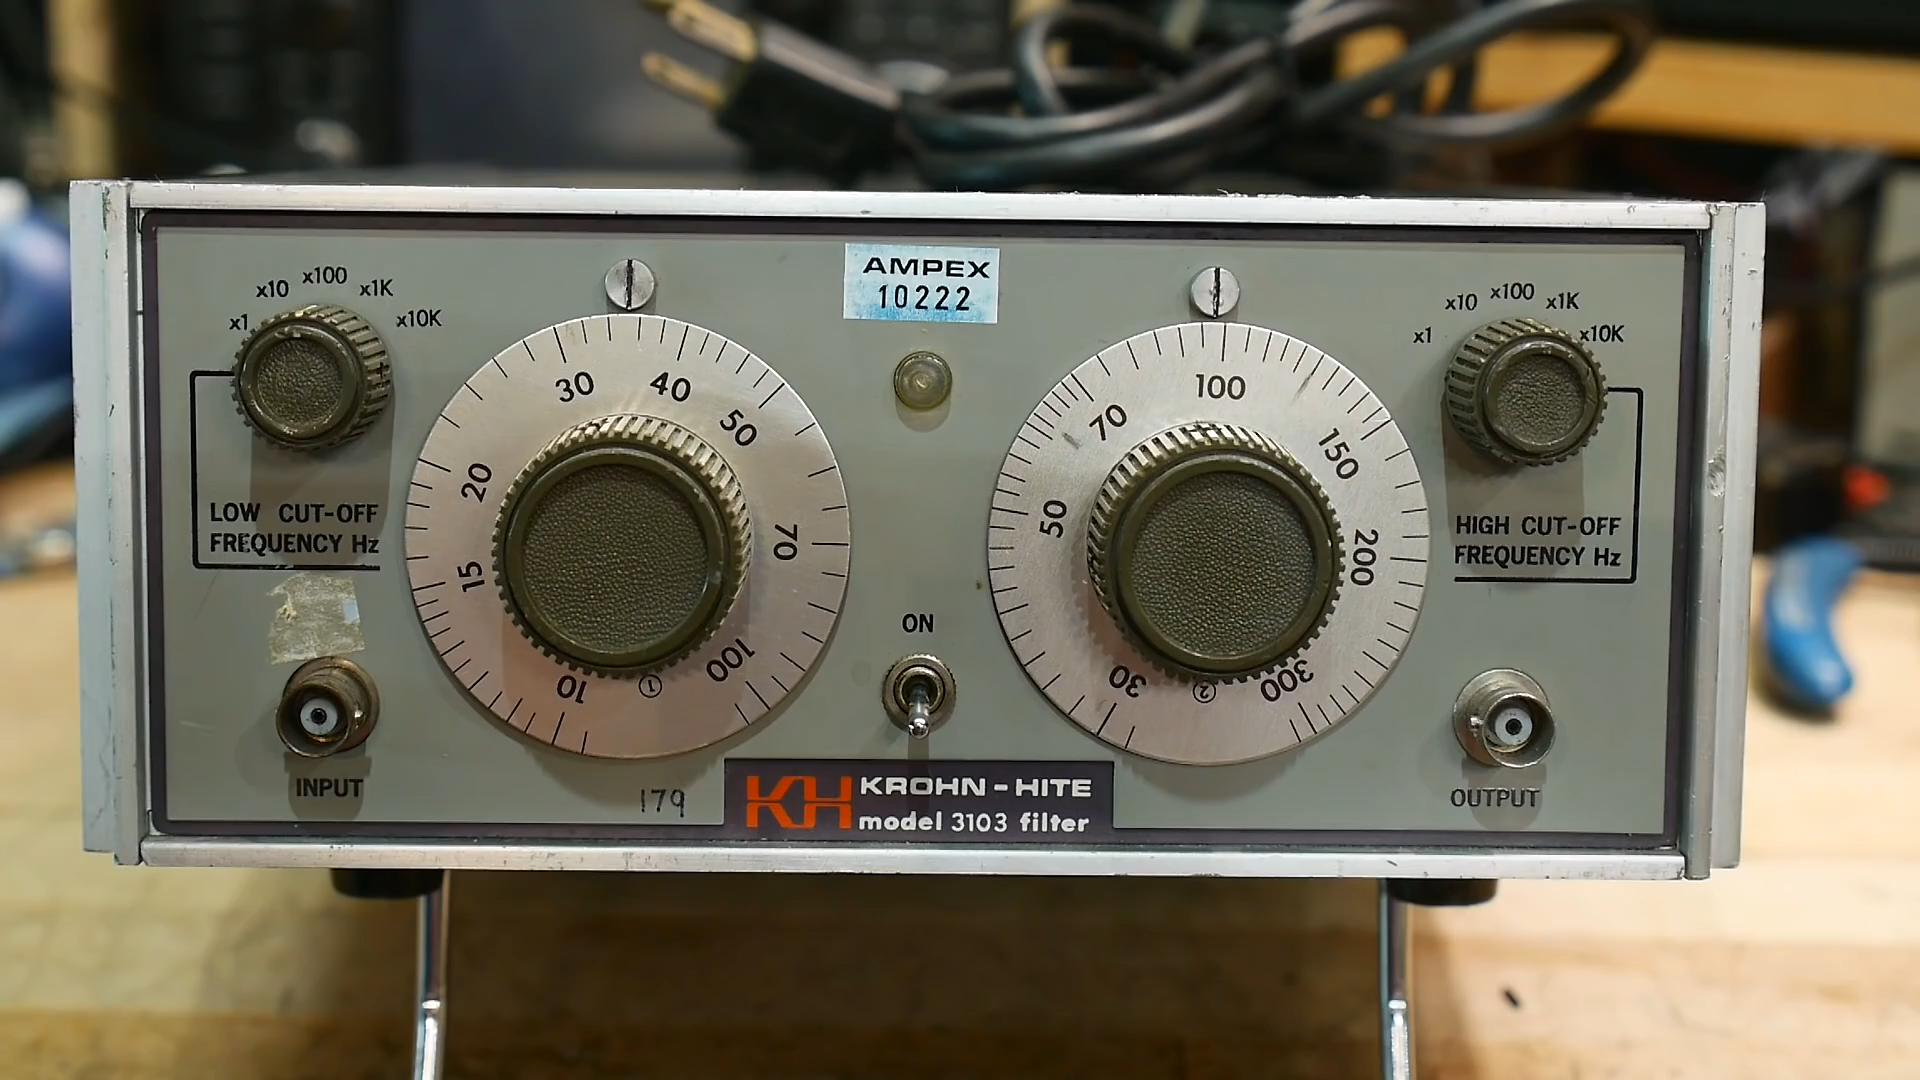 AMPEX
10222
x1 x10 x100 x1K x10K
LOW CUT-OFF
FREQUENCY Hz
INPUT
10 15 20 30 40 50 70 100
1
ON
30 50 70 100 150 200 300
2
x1 x10 x100 x1K x10K
HIGH CUT-OFF
FREQUENCY Hz
OUTPUT
179
KH KROHN-HITE
model 3103 filter